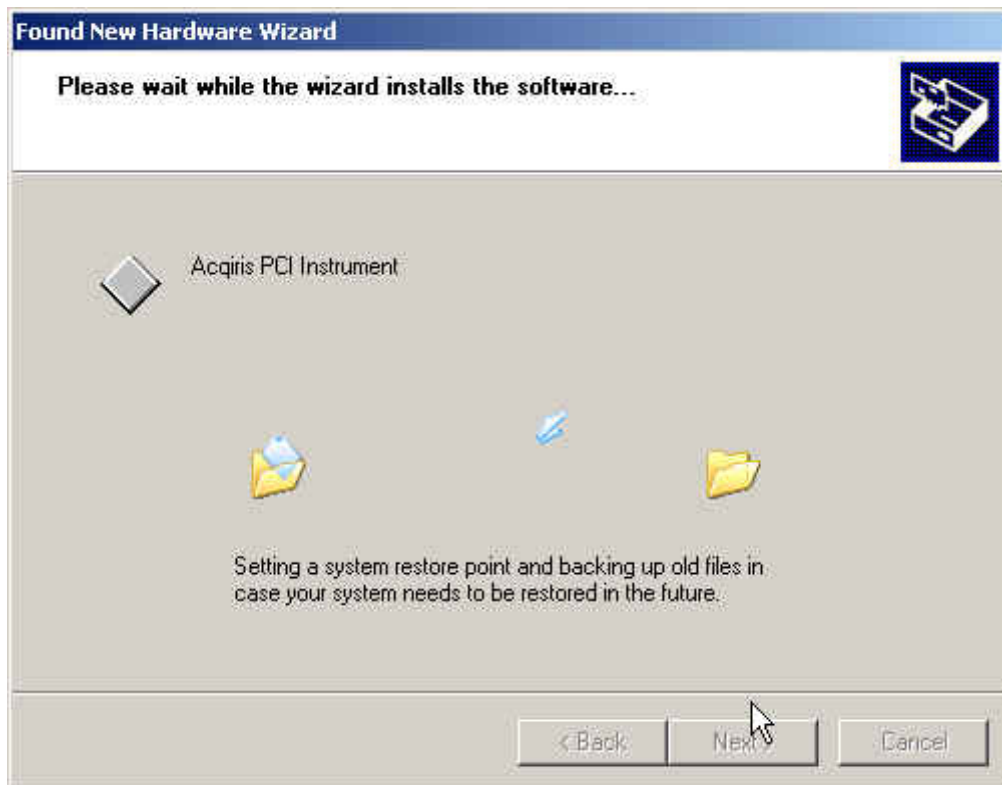 Found New Hardware Wizard
Please wait while the wizard installs the software...
Acqiris PCI Instrument
Setting a system restore point and backing up old files in
case your system needs to be restored in the future.
< Back
Next >
Cancel